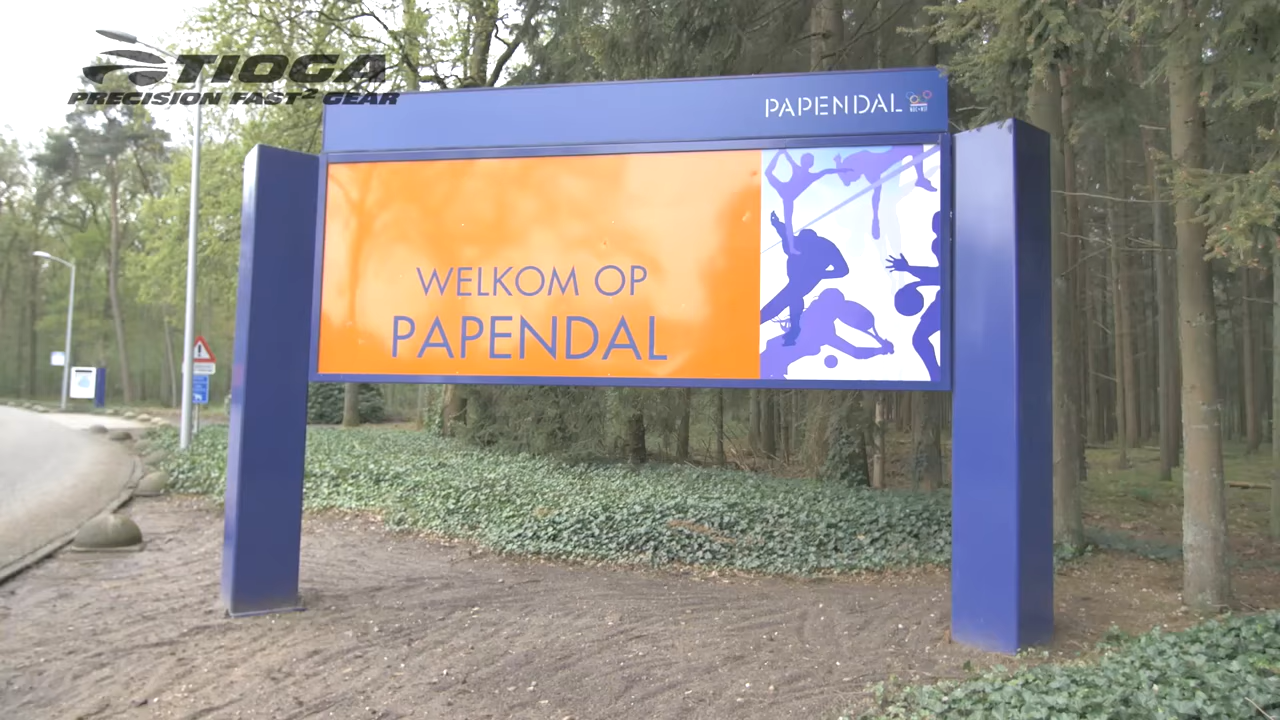 TIOGA
PRECISION FAST² GEAR
PAPENDAL
WELKOM OP
PAPENDAL